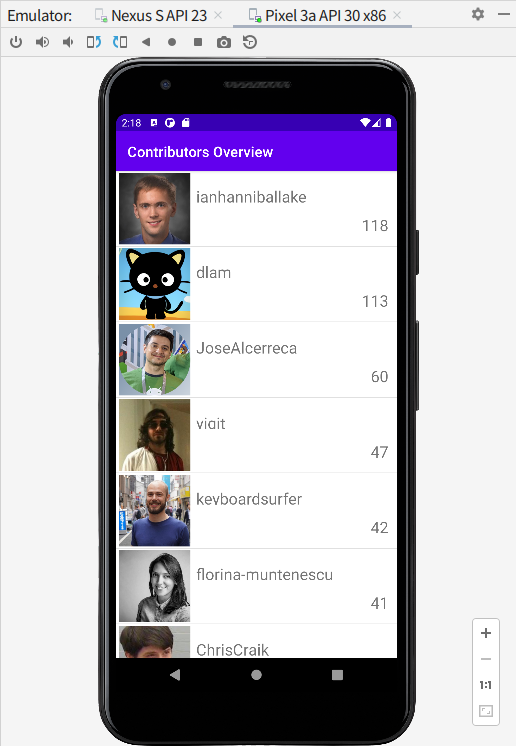 Emulator: Nexus S API 23 Pixel 3a API 30 x86
2:18
Contributors Overview
ianhanniballake
118
dlam
113
JoseAlcerreca
60
yigit
47
keyboardsurfer
42
florina-muntenescu
41
ChrisCraik
1:1